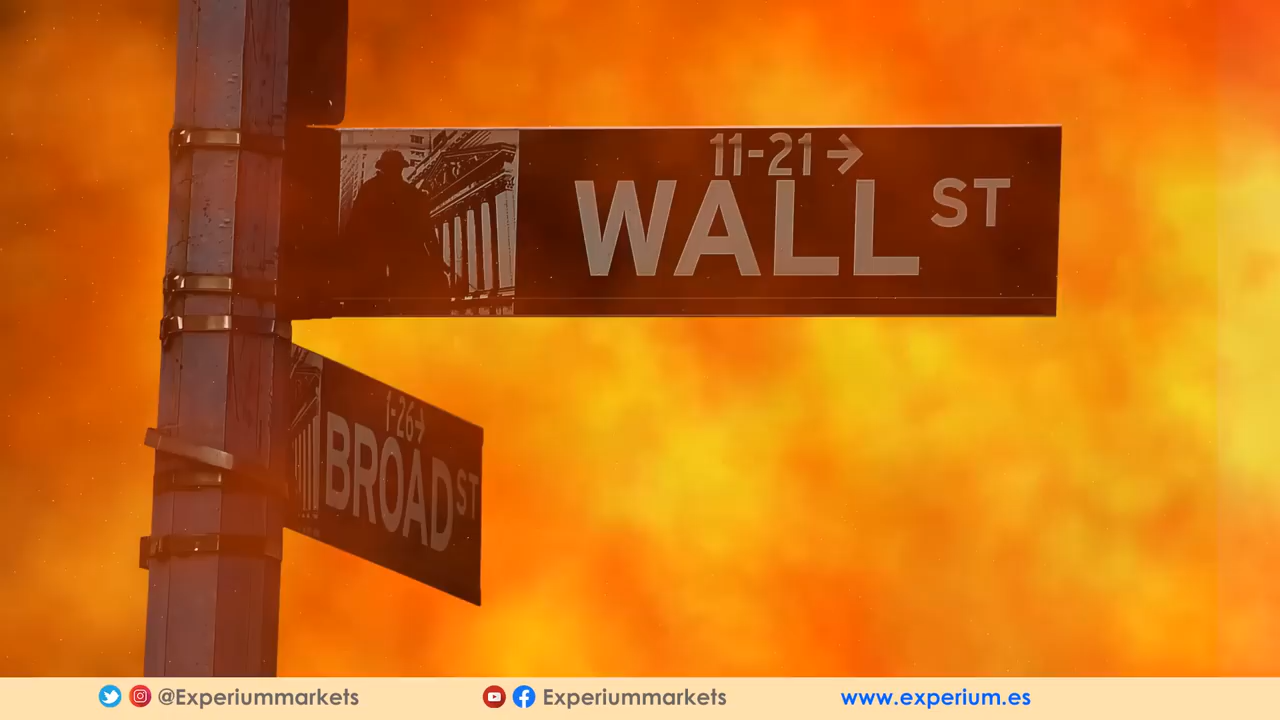 11-21→
WALL ST
1-26→
BROAD ST
@Experiummarkets
Experiummarkets
www.experium.es